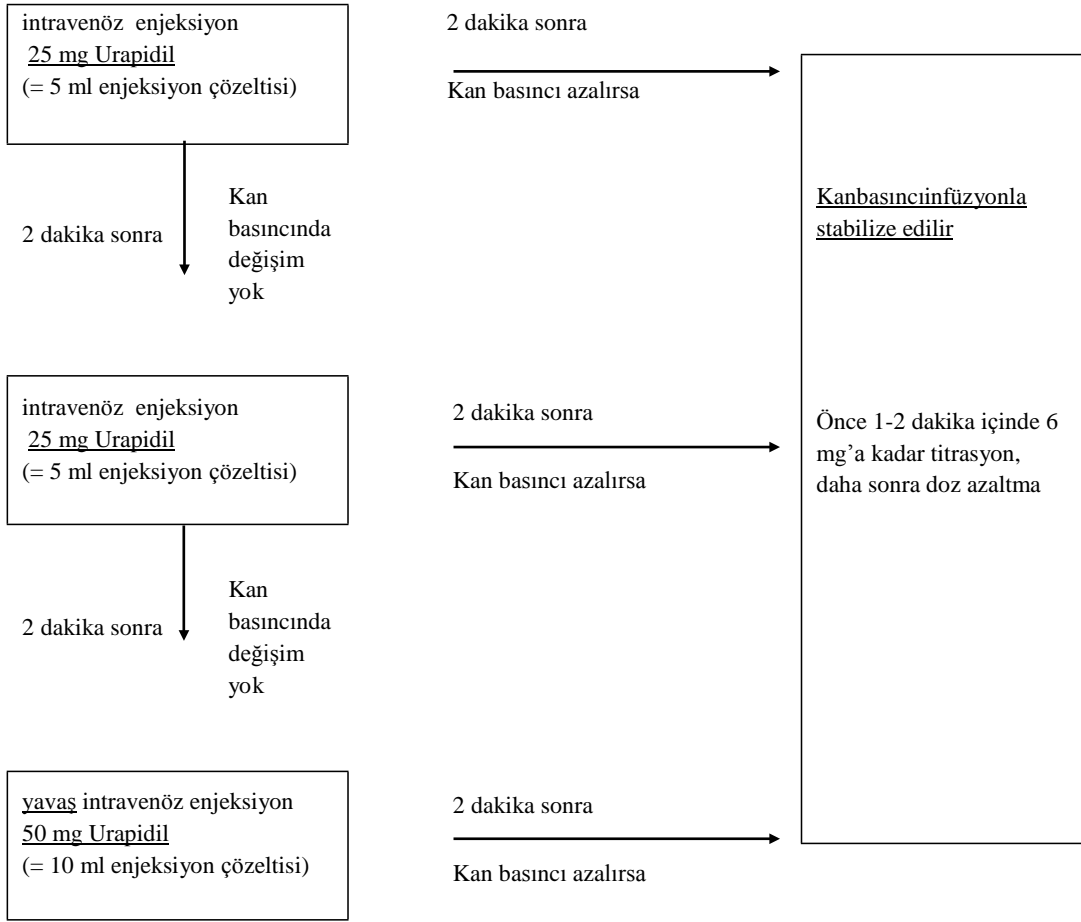 intravenöz  enjeksiyon
25 mg Urapidil
(= 5 ml enjeksiyon çözeltisi)
2 dakika sonra
Kan basıncı azalırsa
2 dakika sonra
Kan
basıncında
değişim
yok
Kanbasıncıinfüzyonla
stabilize edilir
intravenöz  enjeksiyon
25 mg Urapidil
(= 5 ml enjeksiyon çözeltisi)
2 dakika sonra
Kan basıncı azalırsa
Önce 1-2 dakika içinde 6
mg’a kadar titrasyon,
daha sonra doz azaltma
2 dakika sonra
Kan
basıncında
değişim
yok
yavaş intravenöz enjeksiyon
50 mg Urapidil
(= 10 ml enjeksiyon çözeltisi)
2 dakika sonra
Kan basıncı azalırsa